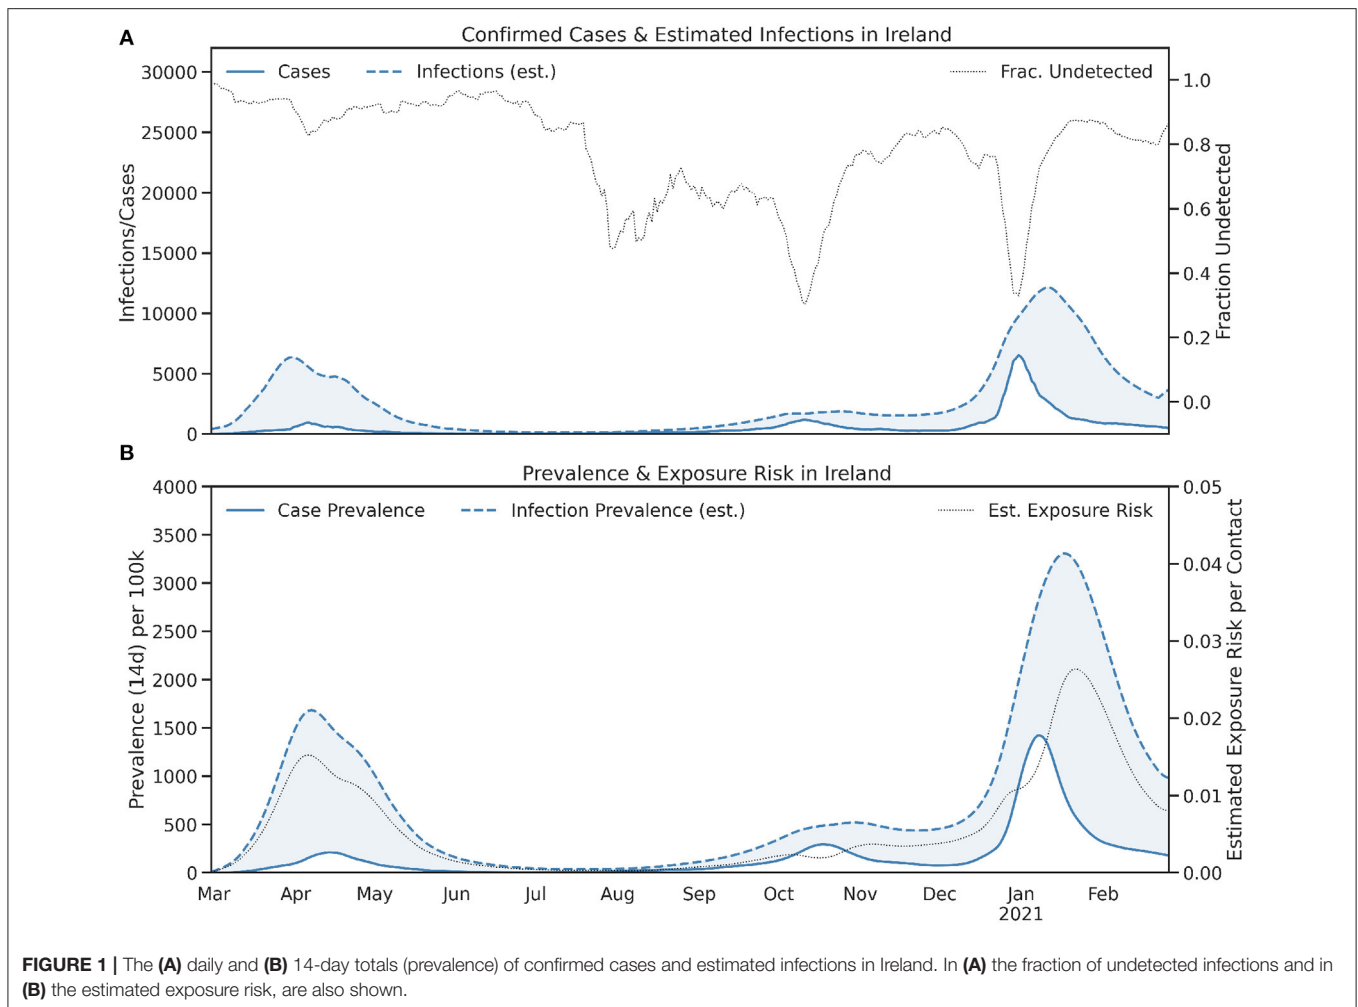 A
Confirmed Cases & Estimated Infections in Ireland
Cases
Infections (est.)
Frac. Undetected
30000
25000
20000
15000
10000
5000
0
Infections/Cases
1.0
0.8
0.6
0.4
0.2
0.0
Fraction Undetected
B
Prevalence & Exposure Risk in Ireland
Case Prevalence
Infection Prevalence (est.)
Est. Exposure Risk
4000
3500
3000
2500
2000
1500
1000
500
0
Prevalence (14d) per 100k
0.05
0.04
0.03
0.02
0.01
0.00
Estimated Exposure Risk per Contact
Mar Apr May Jun Jul Aug Sep Oct Nov Dec Jan Feb
2021
FIGURE 1 | The (A) daily and (B) 14-day totals (prevalence) of confirmed cases and estimated infections in Ireland. In (A) the fraction of undetected infections and in
(B) the estimated exposure risk, are also shown.